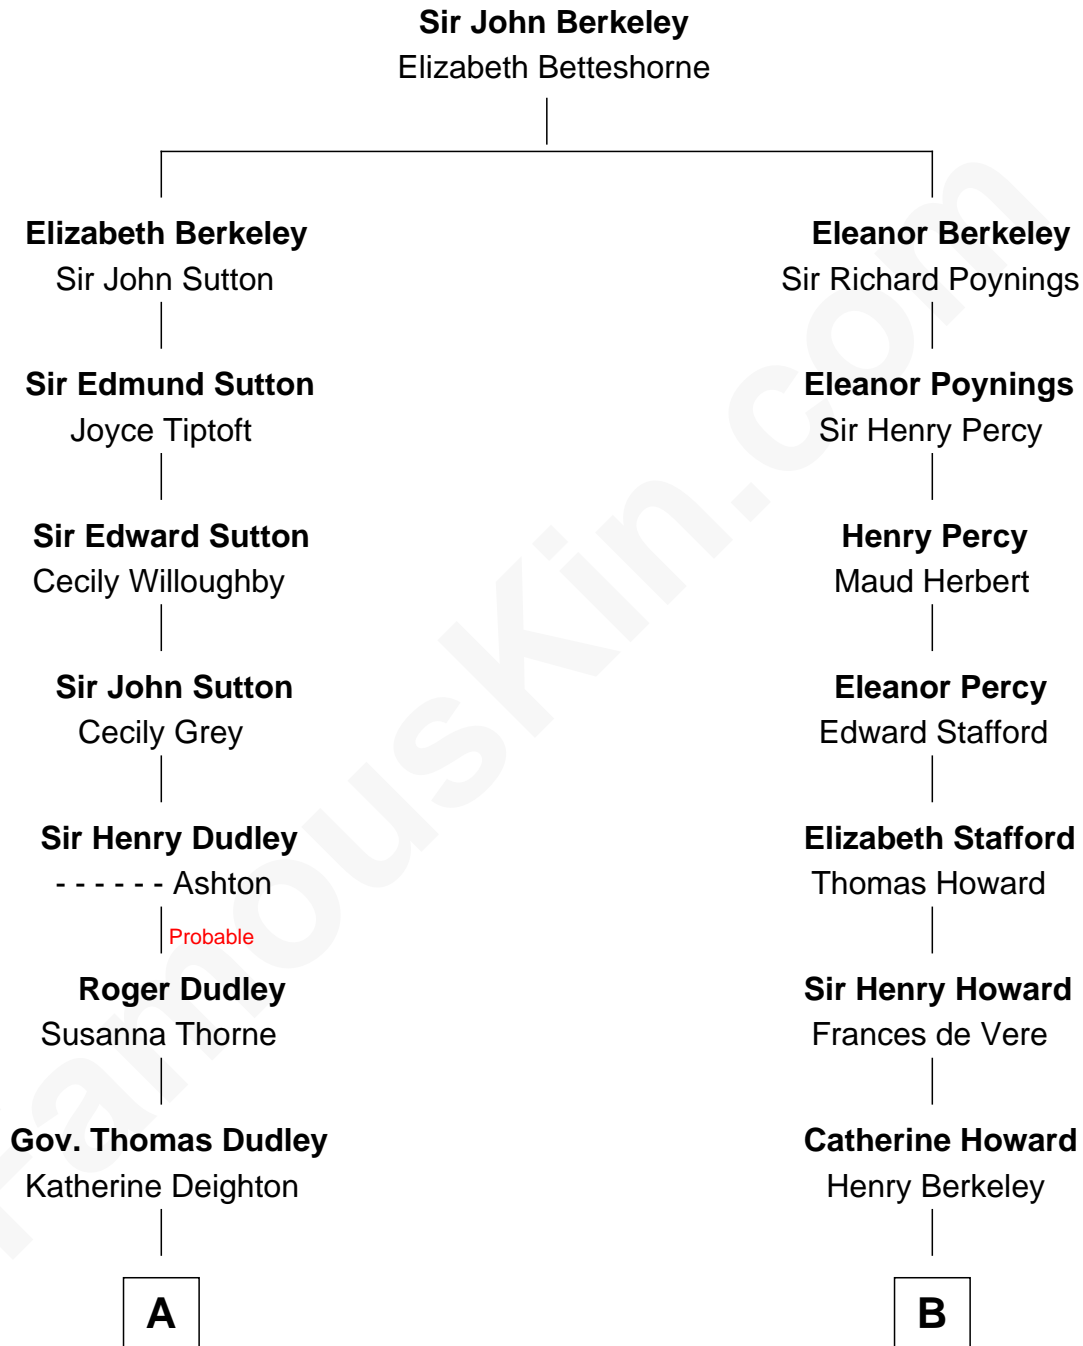 Sir John Berkeley
Elizabeth Betteshorne
Elizabeth Berkeley
Sir John Sutton
Eleanor Berkeley
Sir Richard Poynings
Sir Edmund Sutton
Joyce Tiptoft
Eleanor Poynings
Sir Henry Percy
Sir Edward Sutton
Cecily Willoughby
Henry Percy
Maud Herbert
Sir John Sutton
Cecily Grey
Eleanor Percy
Edward Stafford
Sir Henry Dudley
- - - - - - Ashton
Elizabeth Stafford
Thomas Howard
Probable
Roger Dudley
Susanna Thorne
Sir Henry Howard
Frances de Vere
Gov. Thomas Dudley
Katherine Deighton
Catherine Howard
Henry Berkeley
A
B
FamousKin.com